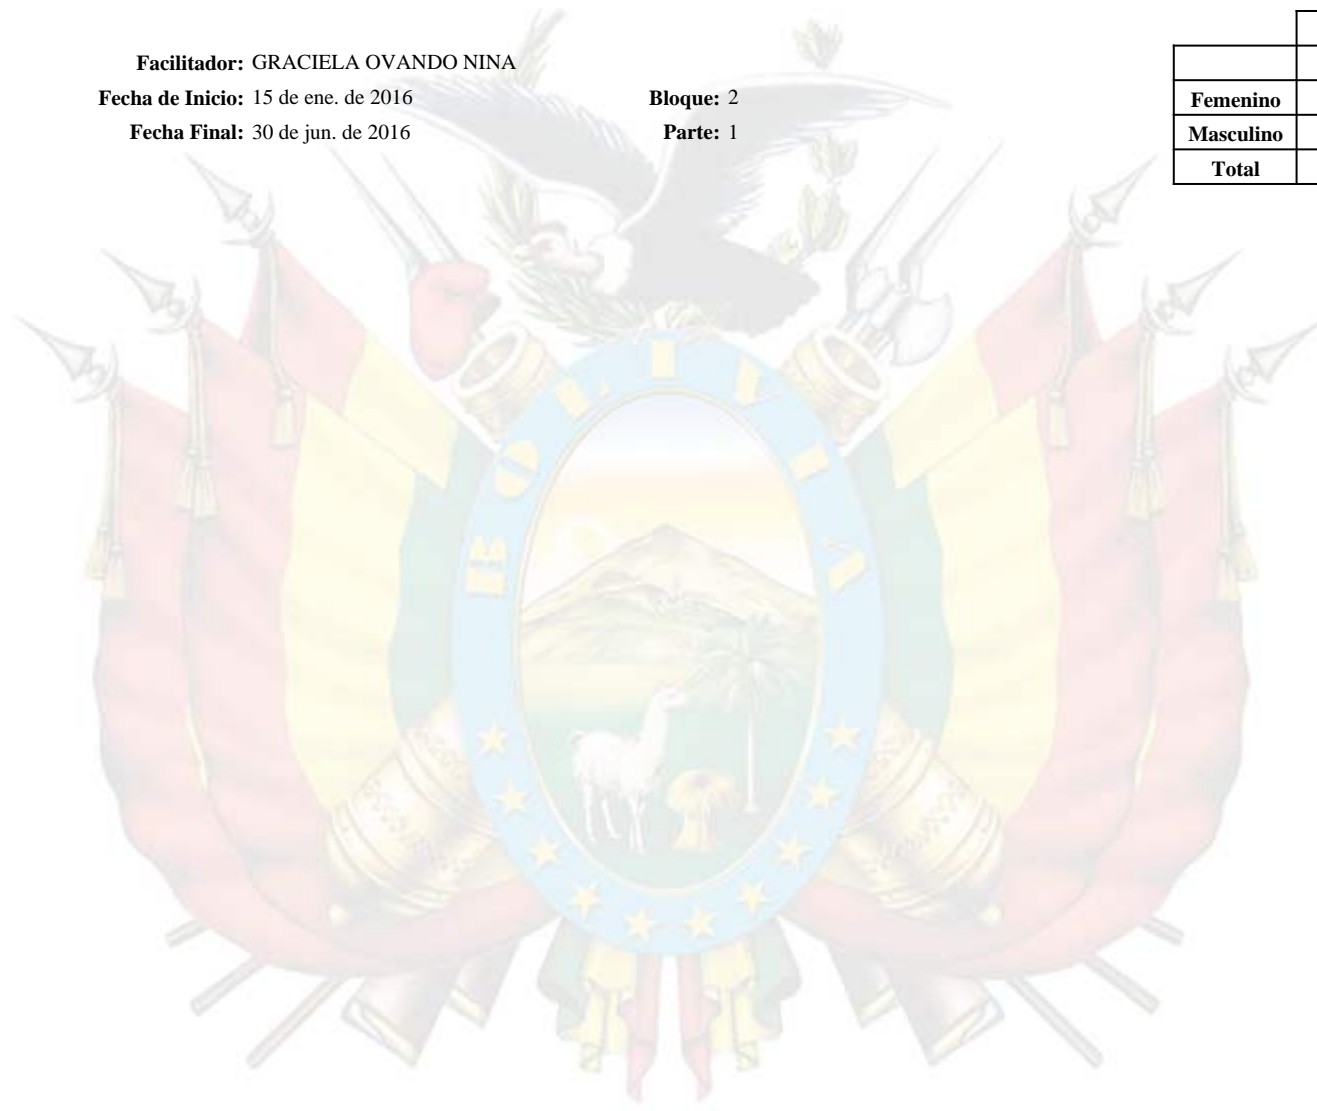 Facilitador: GRACIELA OVANDO NINA
Fecha de Inicio: 15 de ene. de 2016 Bloque: 2
Fecha Final: 30 de jun. de 2016 Parte: 1
Femenino
Masculino
Total
BOLIVIA